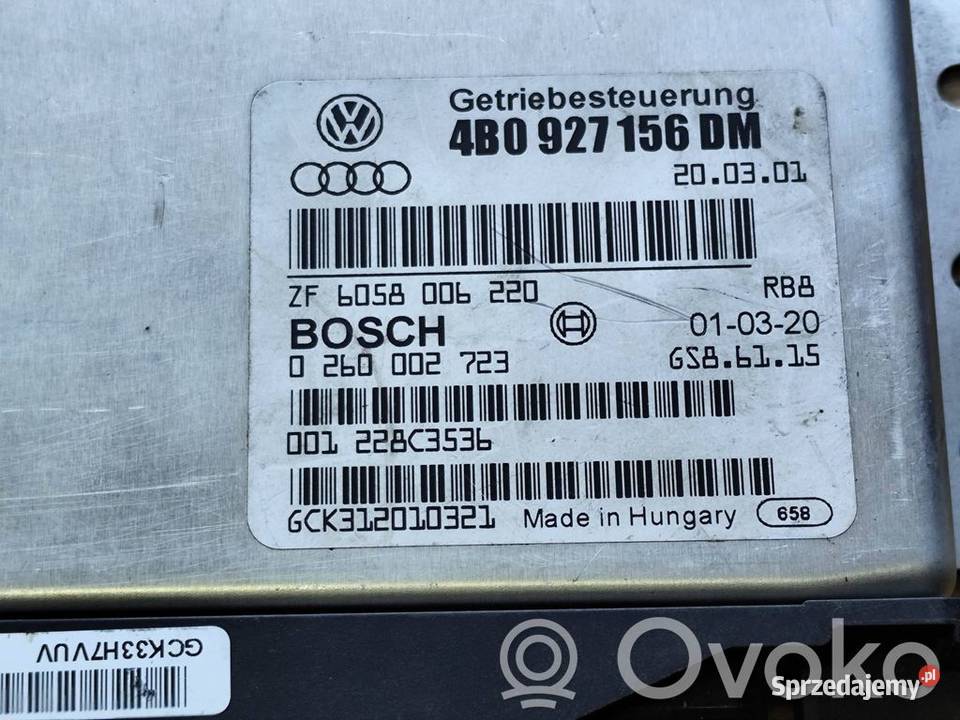 Getriebesteuerung
4B0 927 156 DM
20.03.01
ZF 6058 006 220 RB8
BOSCH 01-03-20
0 260 002 723 GS8.61.15
001 228C3536
GCK312010321 Made in Hungary 658
GCK33H7VUV
Ovoko
Sprzedajemy.pl